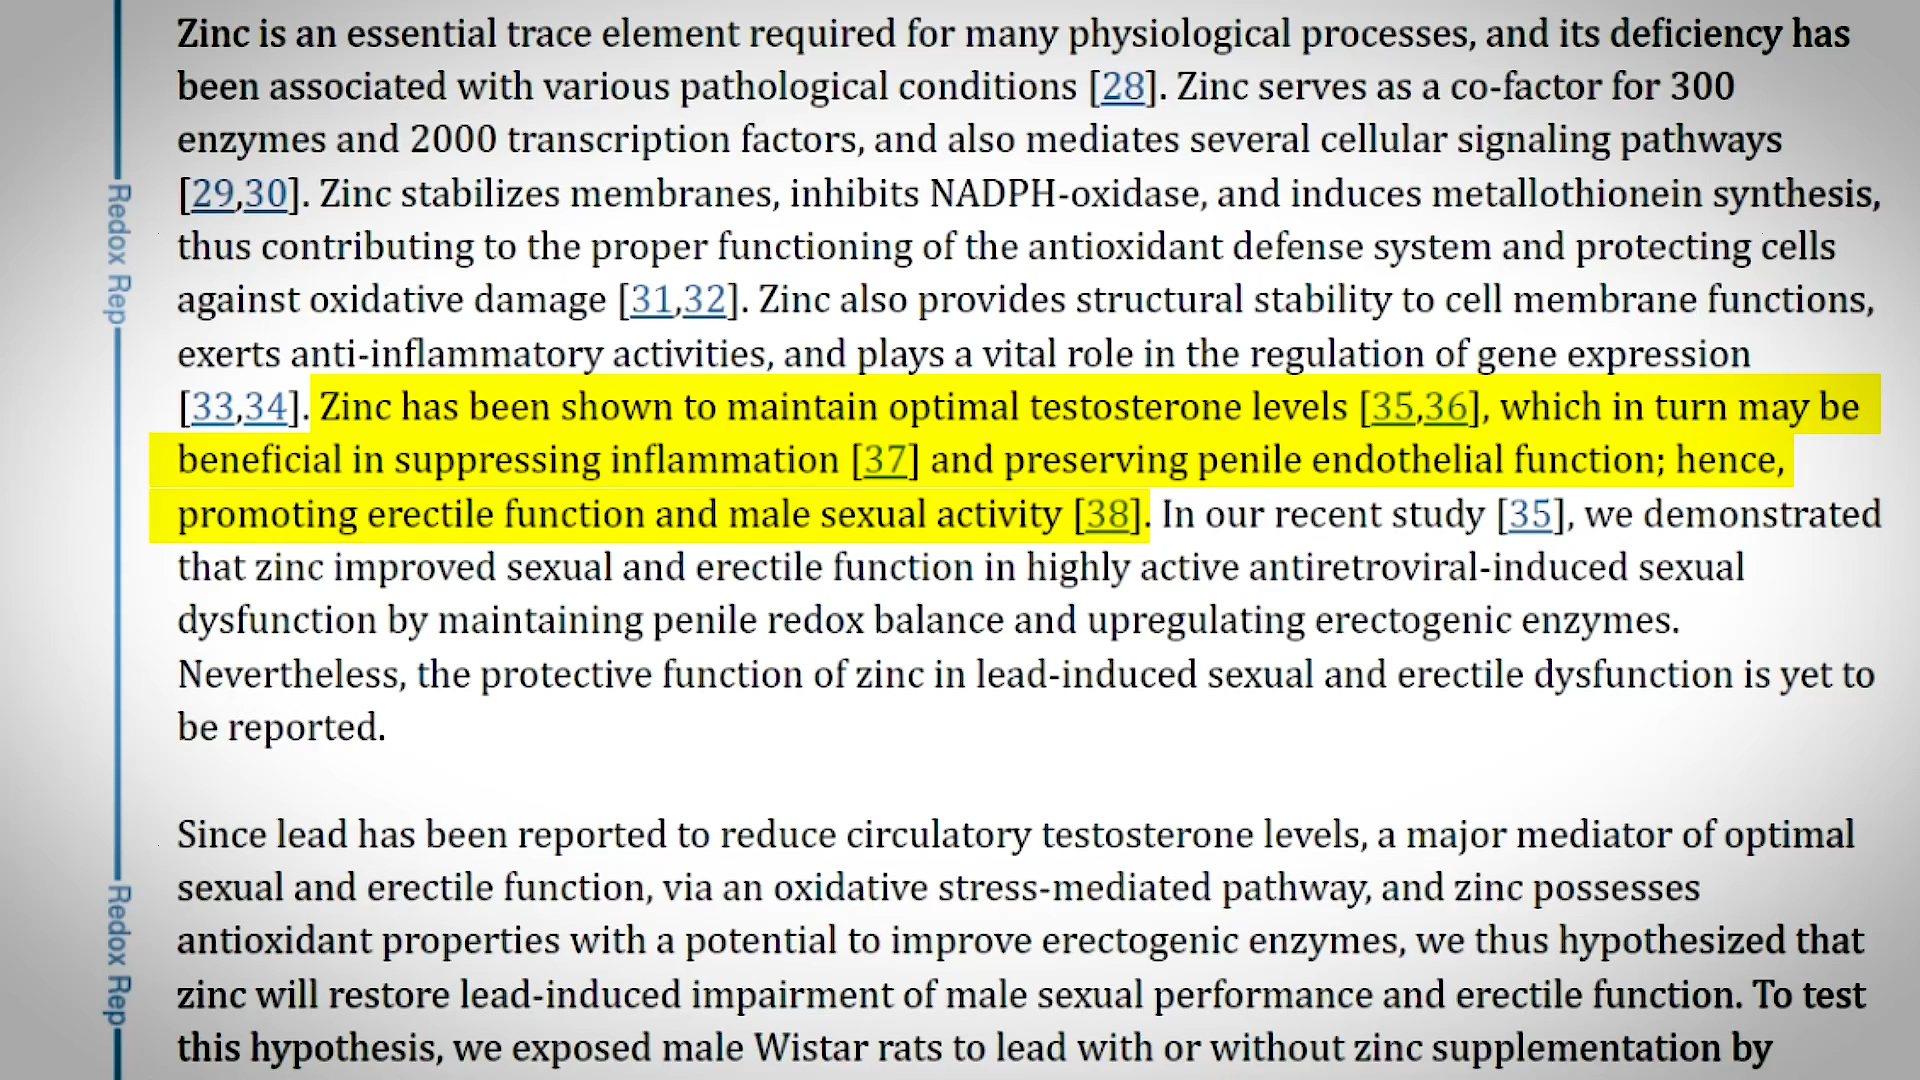 Zinc is an essential trace element required for many physiological processes, and its deficiency has
been associated with various pathological conditions [28]. Zinc serves as a co-factor for 300
enzymes and 2000 transcription factors, and also mediates several cellular signaling pathways
[29,30]. Zinc stabilizes membranes, inhibits NADPH-oxidase, and induces metallothionein synthesis,
thus contributing to the proper functioning of the antioxidant defense system and protecting cells
against oxidative damage [31,32]. Zinc also provides structural stability to cell membrane functions,
exerts anti-inflammatory activities, and plays a vital role in the regulation of gene expression
[33,34]. Zinc has been shown to maintain optimal testosterone levels [35,36], which in turn may be
beneficial in suppressing inflammation [37] and preserving penile endothelial function; hence,
promoting erectile function and male sexual activity [38]. In our recent study [35], we demonstrated
that zinc improved sexual and erectile function in highly active antiretroviral-induced sexual
dysfunction by maintaining penile redox balance and upregulating erectogenic enzymes.
Nevertheless, the protective function of zinc in lead-induced sexual and erectile dysfunction is yet to
be reported.
Since lead has been reported to reduce circulatory testosterone levels, a major mediator of optimal
sexual and erectile function, via an oxidative stress-mediated pathway, and zinc possesses
antioxidant properties with a potential to improve erectogenic enzymes, we thus hypothesized that
zinc will restore lead-induced impairment of male sexual performance and erectile function. To test
this hypothesis, we exposed male Wistar rats to lead with or without zinc supplementation by
Redox Rep
Redox Rep